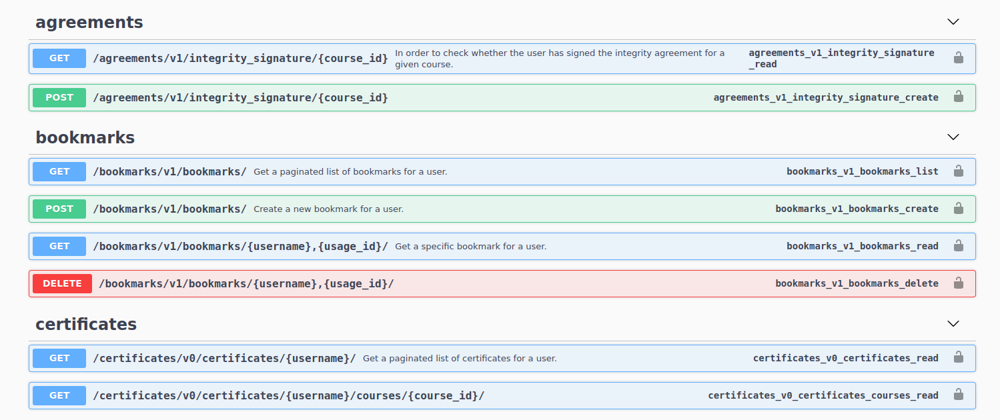 agreements
GET /agreements/v1/integrity_signature/{course_id} In order to check whether the user has signed the integrity agreement for a given course. agreements_v1_integrity_signature_read
POST /agreements/v1/integrity_signature/{course_id} agreements_v1_integrity_signature_create
bookmarks
GET /bookmarks/v1/bookmarks/ Get a paginated list of bookmarks for a user. bookmarks_v1_bookmarks_list
POST /bookmarks/v1/bookmarks/ Create a new bookmark for a user. bookmarks_v1_bookmarks_create
GET /bookmarks/v1/bookmarks/{username},{usage_id}/ Get a specific bookmark for a user. bookmarks_v1_bookmarks_read
DELETE /bookmarks/v1/bookmarks/{username},{usage_id}/ bookmarks_v1_bookmarks_delete
certificates
GET /certificates/v0/certificates/{username}/ Get a paginated list of certificates for a user. certificates_v0_certificates_read
GET /certificates/v0/certificates/{username}/courses/{course_id}/ certificates_v0_certificates_courses_read